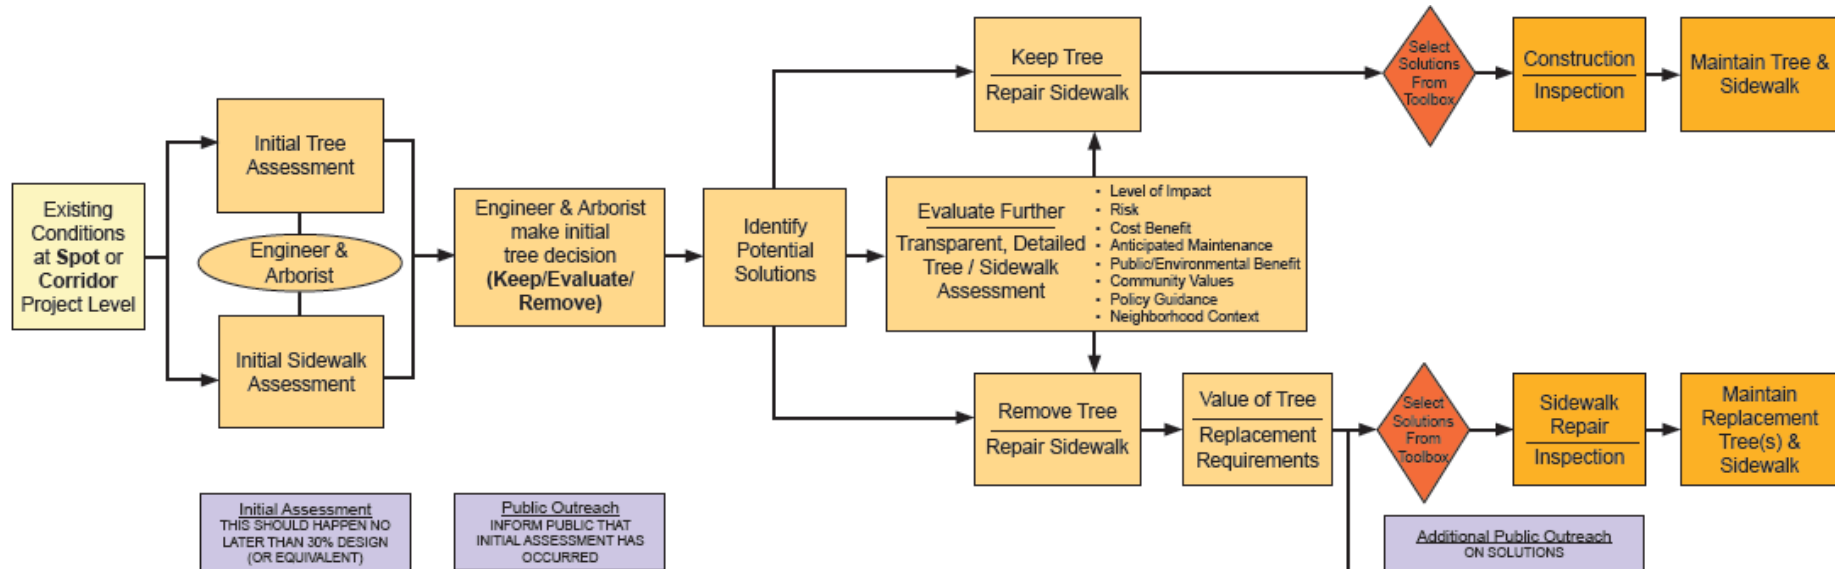 Existing
Conditions
at Spot or
Corridor
Project Level
Initial Tree
Assessment
Engineer &
Arborist
Initial Sidewalk
Assessment
Engineer & Arborist
make initial
tree decision
(Keep/Evaluate/
Remove)
Identify
Potential
Solutions
Keep Tree
Repair Sidewalk
Evaluate Further
Transparent, Detailed
Tree / Sidewalk
Assessment
• Level of Impact
• Risk
• Cost Benefit
• Anticipated Maintenance
• Public/Environmental Benefit
• Community Values
• Policy Guidance
• Neighborhood Context
Remove Tree
Repair Sidewalk
Value of Tree
Replacement
Requirements
Select
Solutions
From
Toolbox
Construction
Inspection
Maintain Tree &
Sidewalk
Select
Solutions
From
Toolbox
Sidewalk
Repair
Inspection
Maintain
Replacement
Tree(s) &
Sidewalk
Initial Assessment
THIS SHOULD HAPPEN NO
LATER THAN 30% DESIGN
(OR EQUIVALENT)
Public Outreach
INFORM PUBLIC THAT
INITIAL ASSESSMENT HAS
OCCURRED
Additional Public Outreach
ON SOLUTIONS